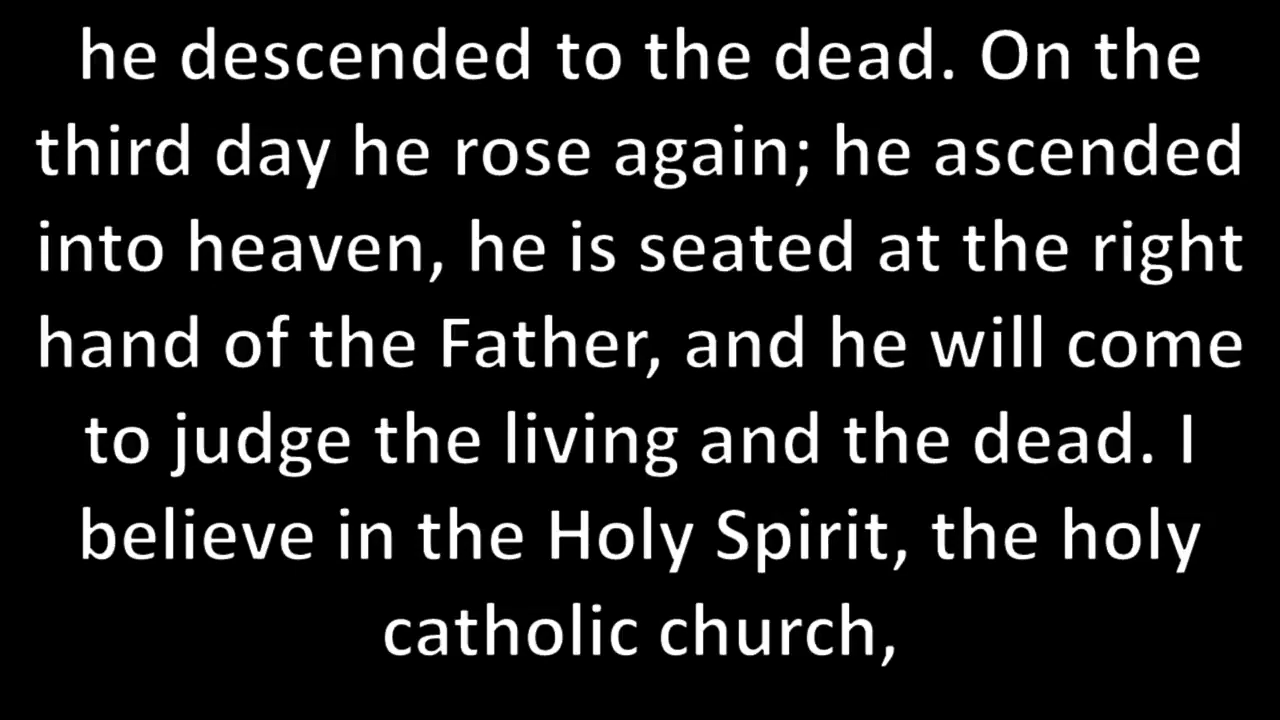 he descended to the dead. On the
third day he rose again; he ascended
into heaven, he is seated at the right
hand of the Father, and he will come
to judge the living and the dead. I
believe in the Holy Spirit, the holy
catholic church,